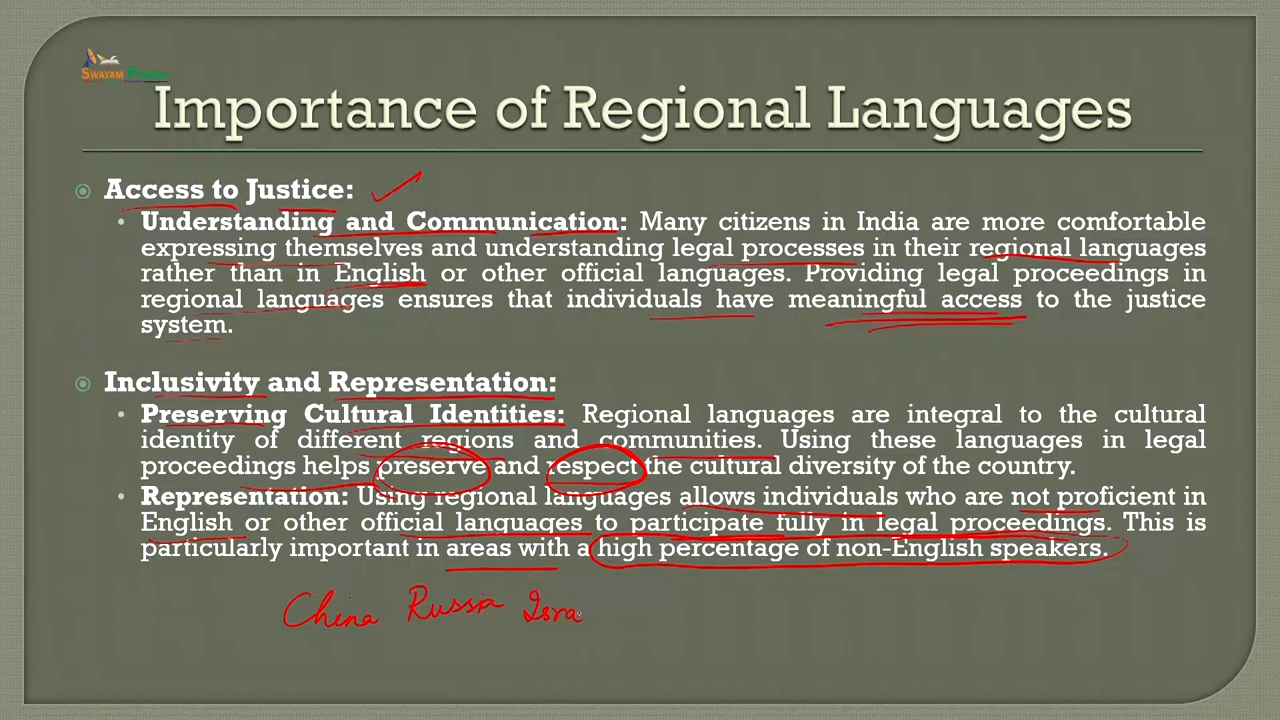 SWAYAM PRABHA
Importance of Regional Languages
Access to Justice:
• Understanding and Communication: Many citizens in India are more comfortable
expressing themselves and understanding legal processes in their regional languages
rather than in English or other official languages. Providing legal proceedings in
regional languages ensures that individuals have meaningful access to the justice
system.
Inclusivity and Representation:
• Preserving Cultural Identities: Regional languages are integral to the cultural
identity of different regions and communities. Using these languages in legal
proceedings helps preserve and respect the cultural diversity of the country.
• Representation: Using regional languages allows individuals who are not proficient in
English or other official languages to participate fully in legal proceedings. This is
particularly important in areas with a high percentage of non-English speakers.
China Russia Isra